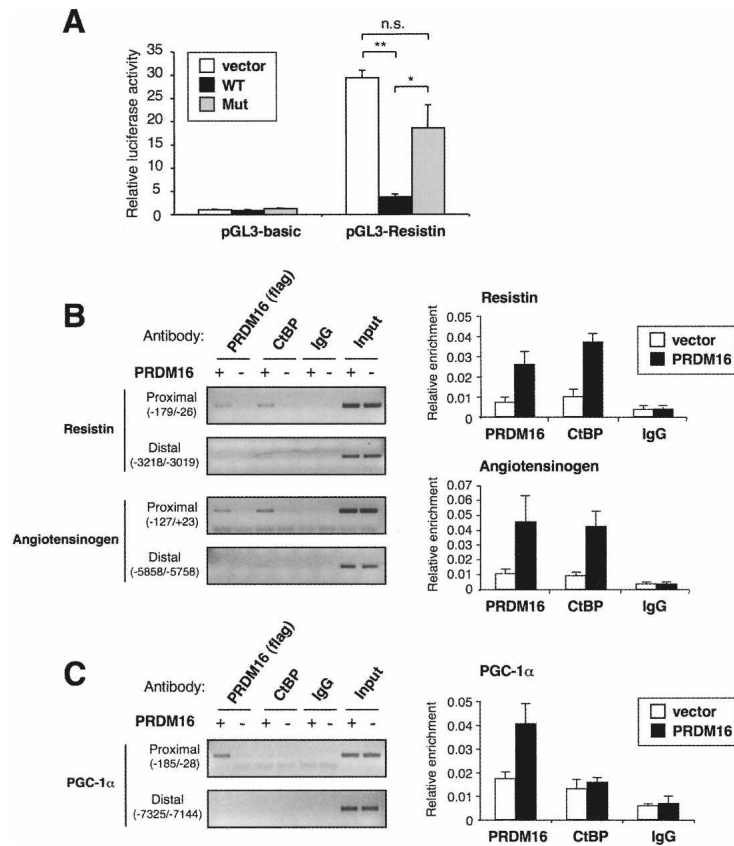 A
n.s.
**
*
Relative luciferase activity
35
30
25
20
15
10
5
0
vector
WT
Mut
pGL3-basic
pGL3-Resistin
B
Antibody:
PRDM16 (flag)
CtBP
IgG
Input
PRDM16
+ - + - + - + -
Resistin
Proximal
(-179/-26)
Distal
(-3218/-3019)
Angiotensinogen
Proximal
(-127/+23)
Distal
(-5858/-5758)
Resistin
Relative enrichment
0.05
0.04
0.03
0.02
0.01
0
vector
PRDM16
PRDM16
CtBP
IgG
Angiotensinogen
Relative enrichment
0.07
0.06
0.05
0.04
0.03
0.02
0.01
0
PRDM16
CtBP
IgG
C
Antibody:
PRDM16 (flag)
CtBP
IgG
Input
PRDM16
+ - + - + - + -
PGC-1α
Proximal
(-185/-28)
Distal
(-7325/-7144)
PGC-1α
Relative enrichment
0.05
0.04
0.03
0.02
0.01
0
vector
PRDM16
PRDM16
CtBP
IgG